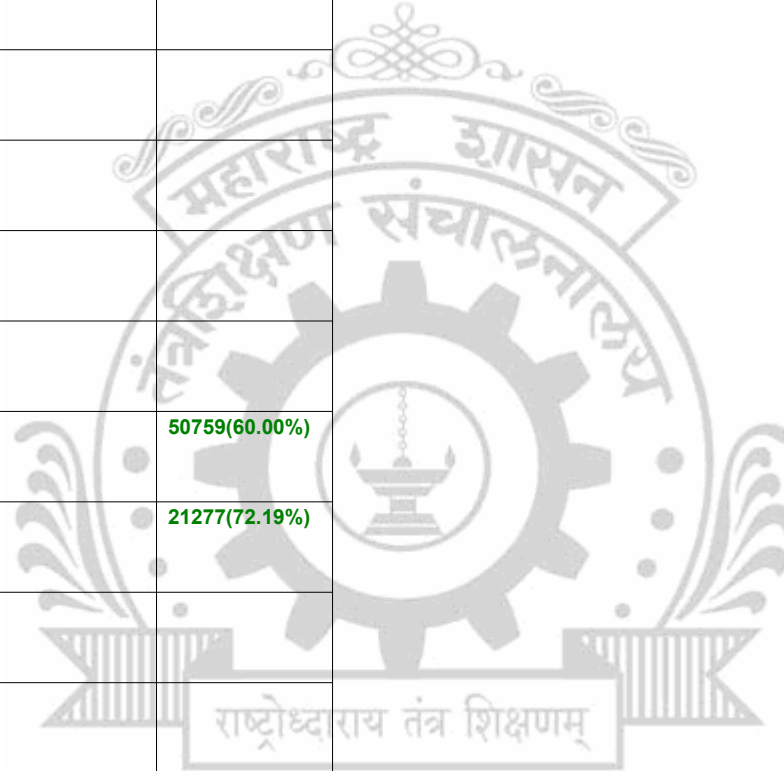 महाराष्ट्र शासन
तंत्रशिक्षण संचालनालय
50759(60.00%)
21277(72.19%)
राष्ट्रोध्दाराय तंत्र शिक्षणम्